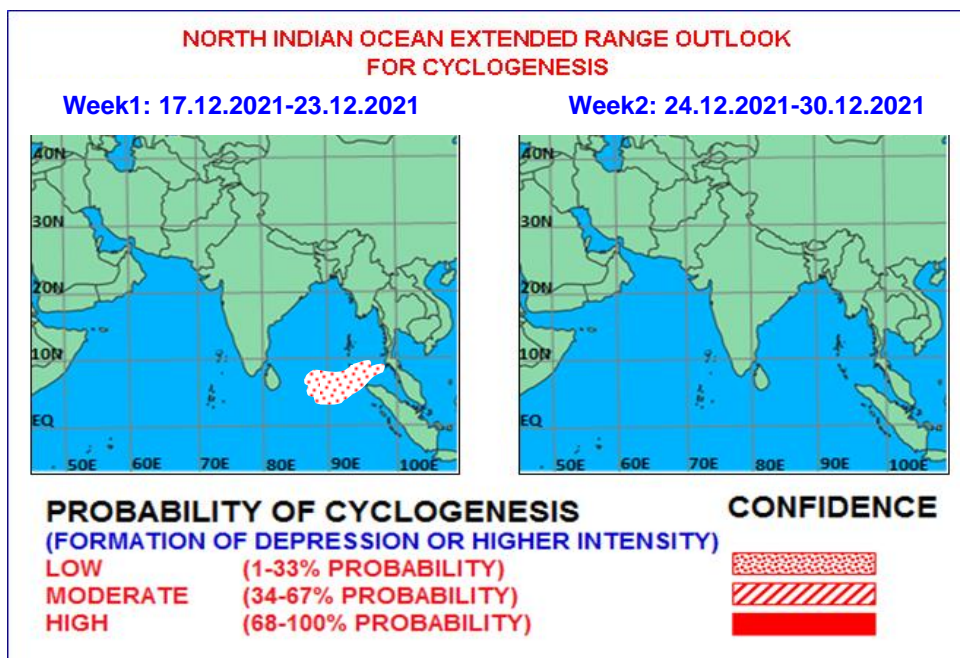 NORTH INDIAN OCEAN EXTENDED RANGE OUTLOOK
FOR CYCLOGENESIS
Week1: 17.12.2021-23.12.2021
40N
30N
20N
10N
EQ
50E 60E 70E 80E 90E 100E
Week2: 24.12.2021-30.12.2021
40N
30N
20N
10N
EQ
50E 60E 70E 80E 90E 100E
PROBABILITY OF CYCLOGENESIS CONFIDENCE
(FORMATION OF DEPRESSION OR HIGHER INTENSITY)
LOW (1-33% PROBABILITY)
MODERATE (34-67% PROBABILITY)
HIGH (68-100% PROBABILITY)